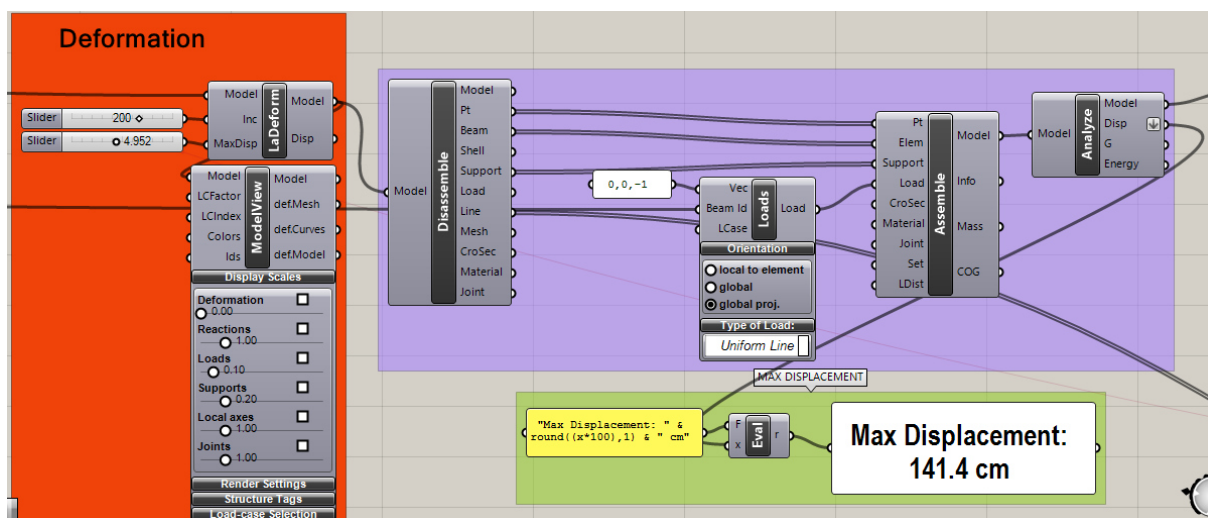 Deformation
Model
Inc
MaxDisp
LaDeform
Model
Disp
Slider 200
Slider 4.952
Model
LCFactor
LCIndex
Colors
Ids
ModelView
Model
def.Mesh
def.Curves
def.Model
Display Scales
Deformation
0.00
Reactions
1.00
Loads
0.10
Supports
0.20
Local axes
1.00
Joints
1.00
Render Settings
Structure Tags
Load-case Selection
Model
Disassemble
Model
Pt
Beam
Shell
Support
Load
Line
Mesh
CroSec
Material
Joint
0,0,-1
Vec
Beam Id
LCase
Loads
Load
Orientation
local to element
global
global proj.
Type of Load:
Uniform Line
Pt
Elem
Support
Load
CroSec
Material
Joint
Set
LDist
Assemble
Model
Info
Mass
COG
Model
Analyze
Model
Disp
G
Energy
MAX DISPLACEMENT
"Max Displacement: " &
round((x*100),1) & " cm"
F
x
Eval
r
Max Displacement:
141.4 cm